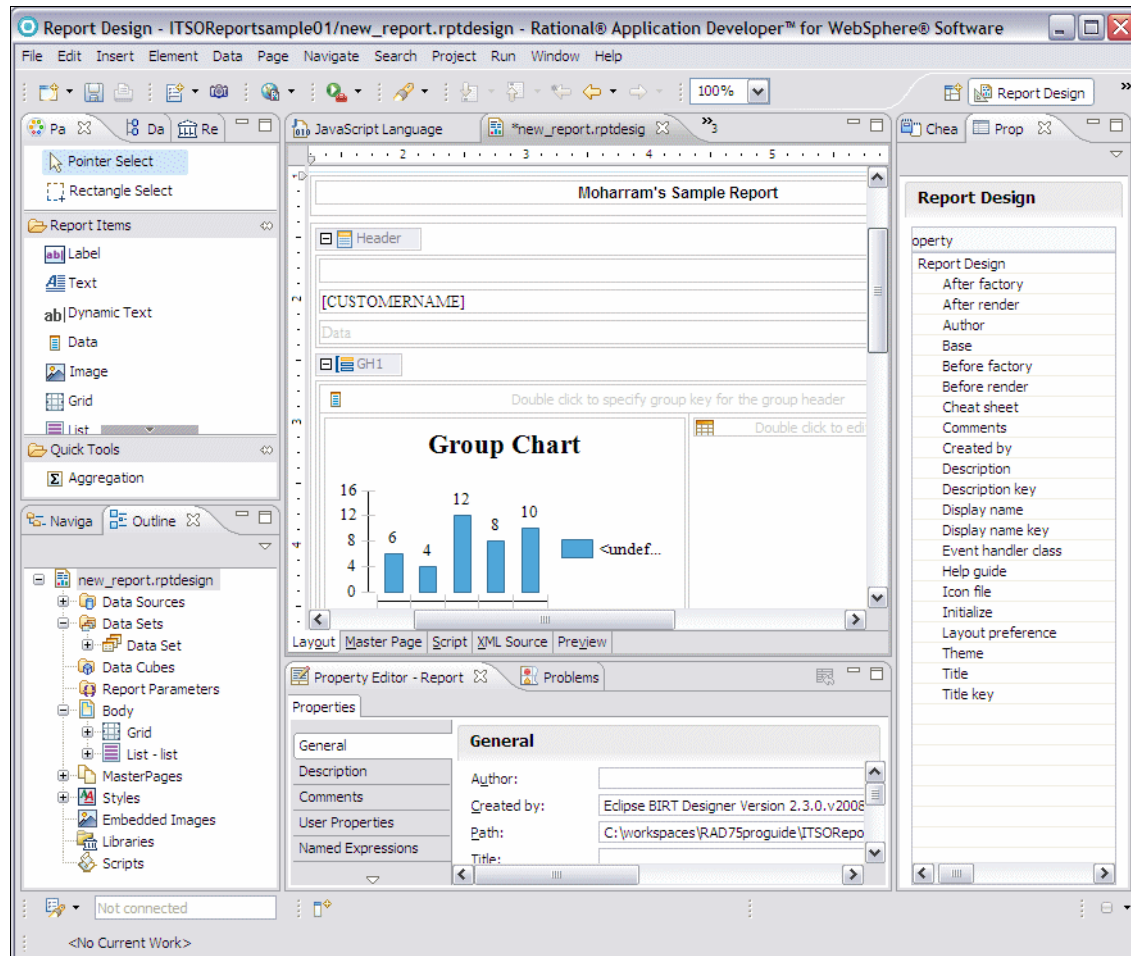 Report Design - ITSOReportsample01/new_report.rptdesign - Rational® Application Developer™ for WebSphere® Software
File Edit Insert Element Data Page Navigate Search Project Run Window Help
100%
Report Design
»
Pa
Da
Re
Pointer Select
Rectangle Select
Report Items
ab| Label
A Text
ab| Dynamic Text
Data
Image
Grid
List
Quick Tools
Σ Aggregation
Naviga
Outline
new_report.rptdesign
Data Sources
Data Sets
Data Set
Data Cubes
Report Parameters
Body
Grid
List - list
MasterPages
Styles
Embedded Images
Libraries
Scripts
JavaScript Language
*new_report.rptdesig
»3
2 3 4 5
Moharram's Sample Report
Header
2
[CUSTOMERNAME]
Data
GH1
Double click to specify group key for the group header
3
Double click to edi
Group Chart
16
12
8
4
0
6
4
12
8
10
<undef...
4
Layout Master Page Script XML Source Preview
Property Editor - Report
Problems
Properties
General
Description
Comments
User Properties
Named Expressions
General
Author:
Created by: Eclipse BIRT Designer Version 2.3.0.v2008
Path: C:\workspaces\RAD75proguide\ITSORepo
Title:
Chea
Prop
Report Design
operty
Report Design
After factory
After render
Author
Base
Before factory
Before render
Cheat sheet
Comments
Created by
Description
Description key
Display name
Display name key
Event handler class
Help guide
Icon file
Initialize
Layout preference
Theme
Title
Title key
Not connected
<No Current Work>